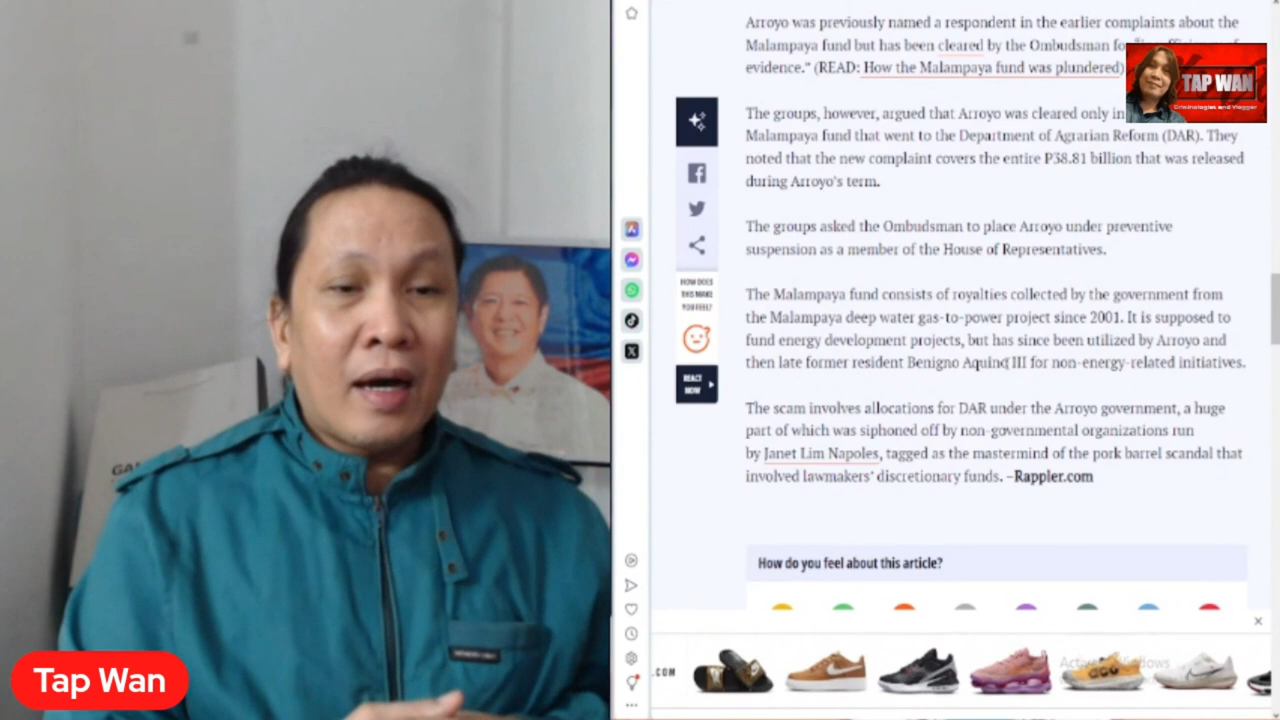 Arroyo was previously named a respondent in the earlier complaints about the
Malampaya fund but has been cleared by the Ombudsman
evidence." (READ: How the Malampaya fund was plundered)
TAP WAN
Criminologist and Vlogger
The groups, however, argued that Arroyo was cleared only in
Malampaya fund that went to the Department of Agrarian Reform (DAR). They
noted that the new complaint covers the entire P38.81 billion that was released
during Arroyo's term.
The groups asked the Ombudsman to place Arroyo under preventive
suspension as a member of the House of Representatives.
HOW DOES
THIS MAKE
YOU FEEL?
REACT
NOW
The Malampaya fund consists of royalties collected by the government from
the Malampaya deep water gas-to-power project since 2001. It is supposed to
fund energy development projects, but has since been utilized by Arroyo and
then late former resident Benigno Aquino III for non-energy-related initiatives.
The scam involves allocations for DAR under the Arroyo government, a huge
part of which was siphoned off by non-governmental organizations run
by Janet Lim Napoles, tagged as the mastermind of the pork barrel scandal that
involved lawmakers' discretionary funds. –Rappler.com
How do you feel about this article?
.COM
Activate Windows
Tap Wan